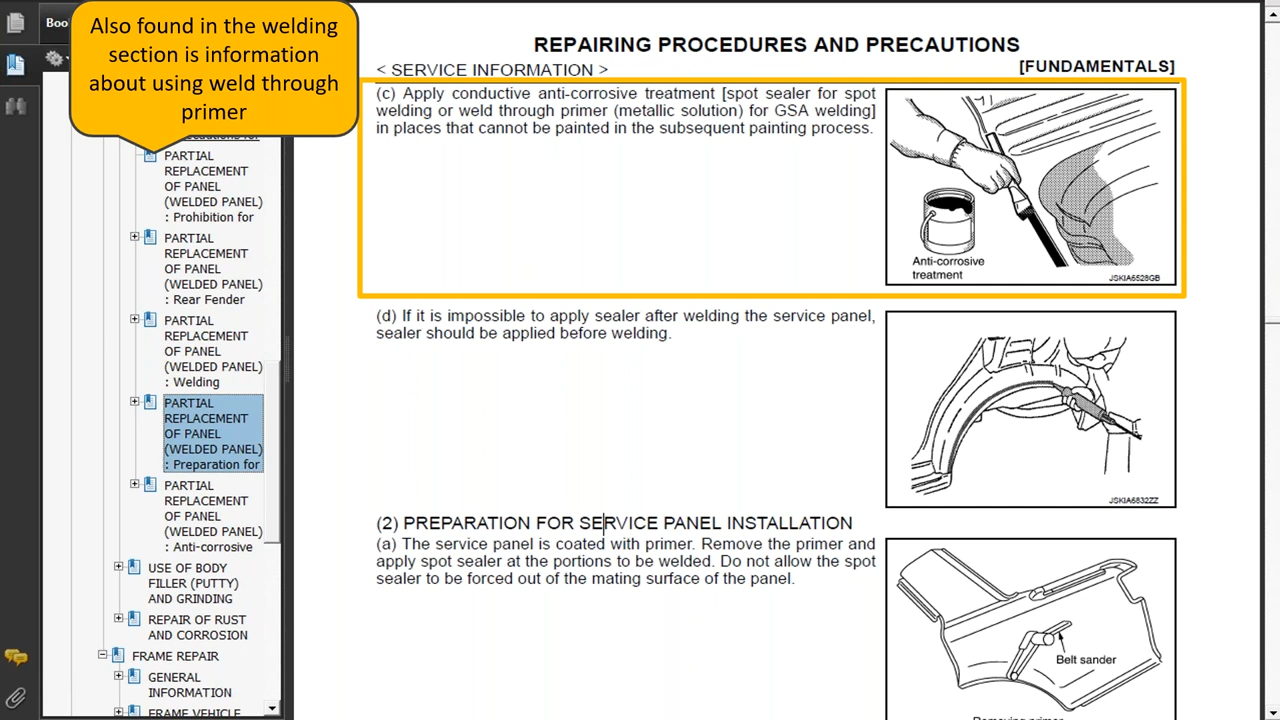 Boo
Also found in the welding
section is information
about using weld through
primer
PARTIAL
REPLACEMENT
OF PANEL
(WELDED PANEL)
: Prohibition for
PARTIAL
REPLACEMENT
OF PANEL
(WELDED PANEL)
: Rear Fender
PARTIAL
REPLACEMENT
OF PANEL
(WELDED PANEL)
: Welding
PARTIAL
REPLACEMENT
OF PANEL
(WELDED PANEL)
: Preparation for
PARTIAL
REPLACEMENT
OF PANEL
(WELDED PANEL)
: Anti-corrosive
USE OF BODY
FILLER (PUTTY)
AND GRINDING
REPAIR OF RUST
AND CORROSION
FRAME REPAIR
GENERAL
INFORMATION
FRAME VEHICLE
REPAIRING PROCEDURES AND PRECAUTIONS
< SERVICE INFORMATION >
[FUNDAMENTALS]
(c) Apply conductive anti-corrosive treatment [spot sealer for spot
welding or weld through primer (metallic solution) for GSA welding]
in places that cannot be painted in the subsequent painting process.
Anti-corrosive
treatment
JSKIA6528GB
(d) If it is impossible to apply sealer after welding the service panel,
sealer should be applied before welding.
JSKIA6832ZZ
(2) PREPARATION FOR SERVICE PANEL INSTALLATION
(a) The service panel is coated with primer. Remove the primer and
apply spot sealer at the portions to be welded. Do not allow the spot
sealer to be forced out of the mating surface of the panel.
Belt sander
Removing primer